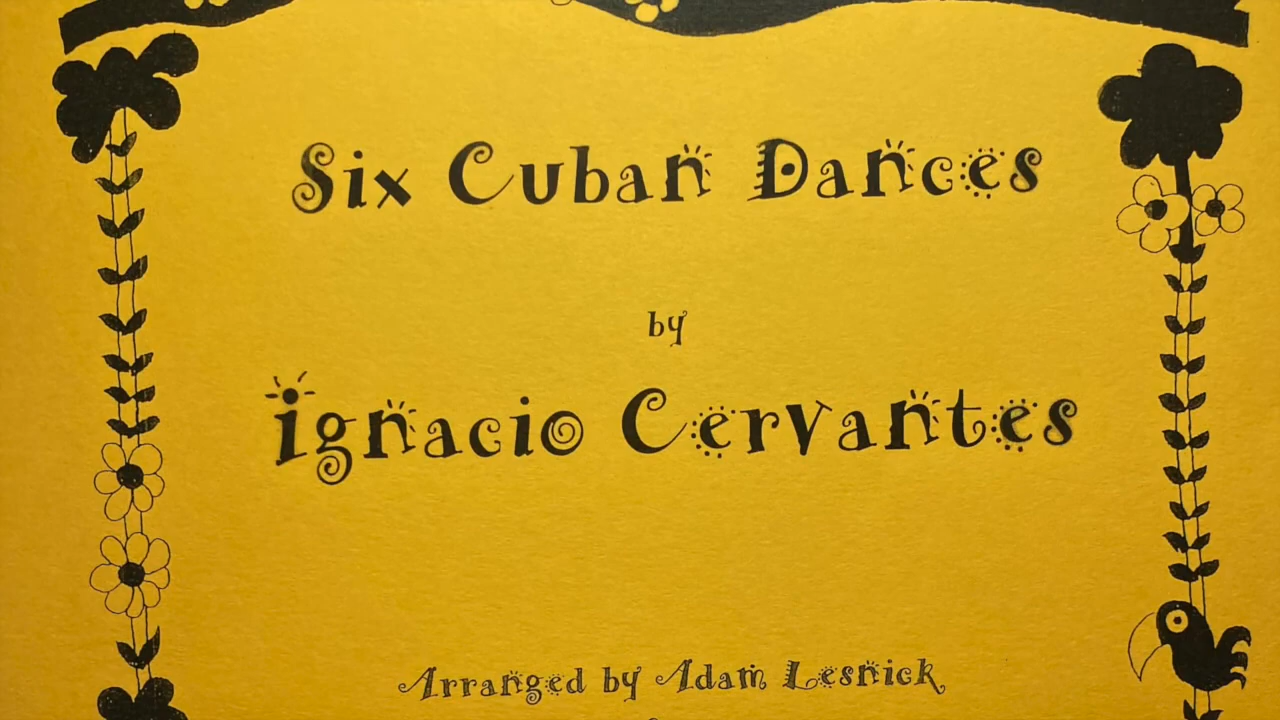 Six Cuban Dances
by
Ignacio Cervantes
Arranged by Adam Lesnick